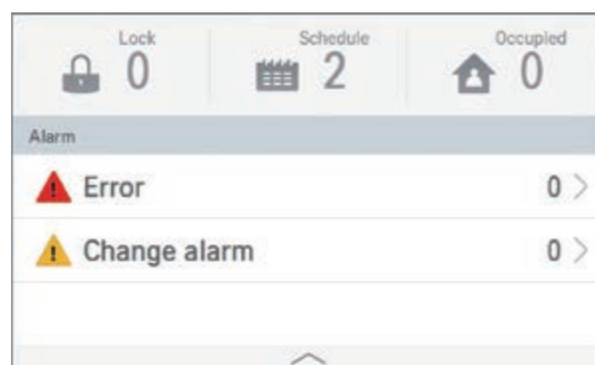 Lock Schedule Occupied
0 2 0
Alarm
Error 0
Change alarm 0